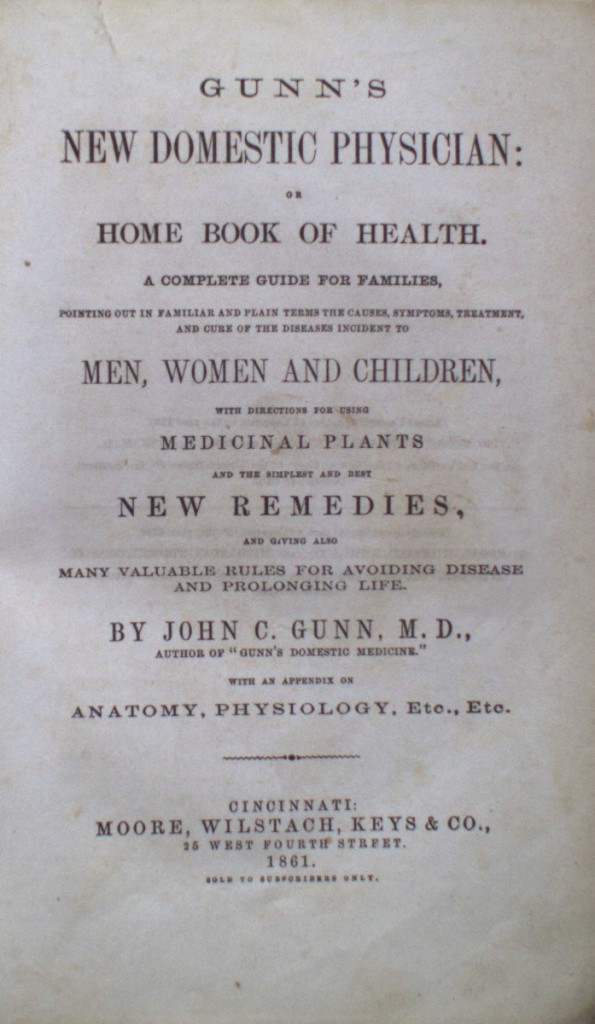 GUNN'S
NEW DOMESTIC PHYSICIAN:
OR
HOME BOOK OF HEALTH.
A COMPLETE GUIDE FOR FAMILIES,
POINTING OUT IN FAMILIAR AND PLAIN TERMS THE CAUSES, SYMPTOMS, TREATMENT,
AND CURE OF THE DISEASES INCIDENT TO
MEN, WOMEN AND CHILDREN,
WITH DIRECTIONS FOR USING
MEDICINAL PLANTS
AND THE SIMPLEST AND BEST
NEW REMEDIES,
AND GIVING ALSO
MANY VALUABLE RULES FOR AVOIDING DISEASE
AND PROLONGING LIFE.
BY JOHN C. GUNN, M. D.,
AUTHOR OF "GUNN'S DOMESTIC MEDICINE."
WITH AN APPENDIX ON
ANATOMY, PHYSIOLOGY, Etc., Etc.
CINCINNATI:
MOORE, WILSTACH, KEYS & CO.,
25 WEST FOURTH STREET.
1861.
SOLD TO SUBSCRIBERS ONLY.